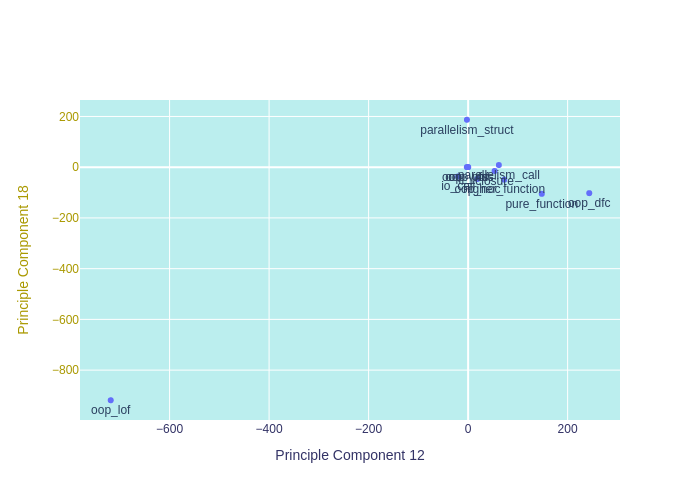 200
0
−200
−400
−600
−800
Principle Component 18
parallelism_struct
parallelism_call
pure_function
oop_dfc
oop_lof
−600
−400
−200
0
200
Principle Component 12